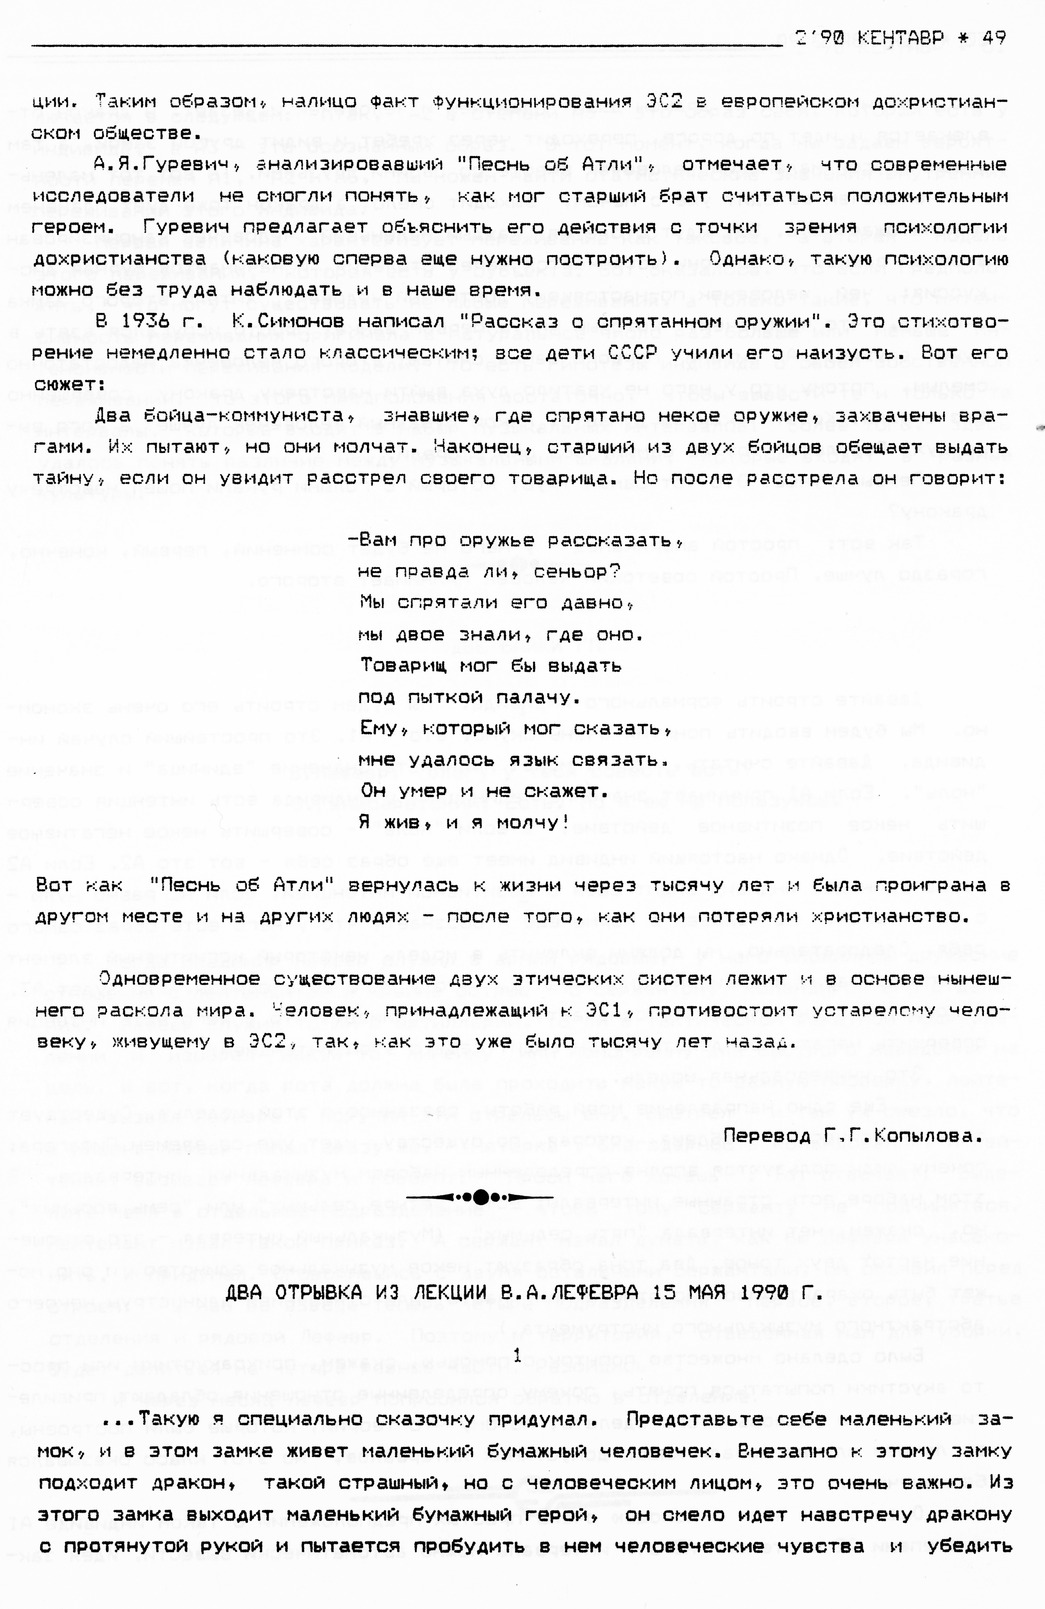 2'90 КЕНТАВР * 49
ции. Таким образом, налицо факт функционирования ЭС2 в европейском дохристиан-
ском обществе.
А.Я.Гуревич, анализировавший "Песнь об Атли", отмечает, что современные
исследователи не смогли понять, как мог старший брат считаться положительным
героем. Гуревич предлагает объяснить его действия с точки зрения психологии
дохристианства (каковую сперва еще нужно построить). Однако, такую психологию
можно без труда наблюдать и в наше время.
В 1936 г. К.Симонов написал "Рассказ о спрятанном оружии". Это стихотво-
рение немедленно стало классическим; все дети СССР учили его наизусть. Вот его
сюжет:
Два бойца-коммуниста, знавшие, где спрятано некое оружие, захвачены вра-
гами. Их пытают, но они молчат. Наконец, старший из двух бойцов обещает выдать
тайну, если он увидит расстрел своего товарища. Но после расстрела он говорит:
-Вам про оружье рассказать,
не правда ли, сеньор?
Мы спрятали его давно,
мы двое знали, где оно.
Товарищ мог бы выдать
под пыткой палачу.
Ему, который мог сказать,
мне удалось язык связать.
Он умер и не скажет.
Я жив, и я молчу!
Вот как "Песнь об Атли" вернулась к жизни через тысячу лет и была проиграна в
другом месте и на других людях - после того, как они потеряли христианство.
Одновременное существование двух этических систем лежит и в основе нынеш-
него раскола мира. Человек, принадлежащий к ЭС1, противостоит устарелому чело-
веку, живущему в ЭС2, так, как это уже было тысячу лет назад.
Перевод Г.Г.Копылова.
ДВА ОТРЫВКА ИЗ ЛЕКЦИИ В.А.ЛЕФЕВРА 15 МАЯ 1990 Г.
1
...Такую я специально сказочку придумал. Представьте себе маленький за-
мок, и в этом замке живет маленький бумажный человечек. Внезапно к этому замку
подходит дракон, такой страшный, но с человеческим лицом, это очень важно. Из
этого замка выходит маленький бумажный герой, он смело идет навстречу дракону
с протянутой рукой и пытается пробудить в нем человеческие чувства и убедить